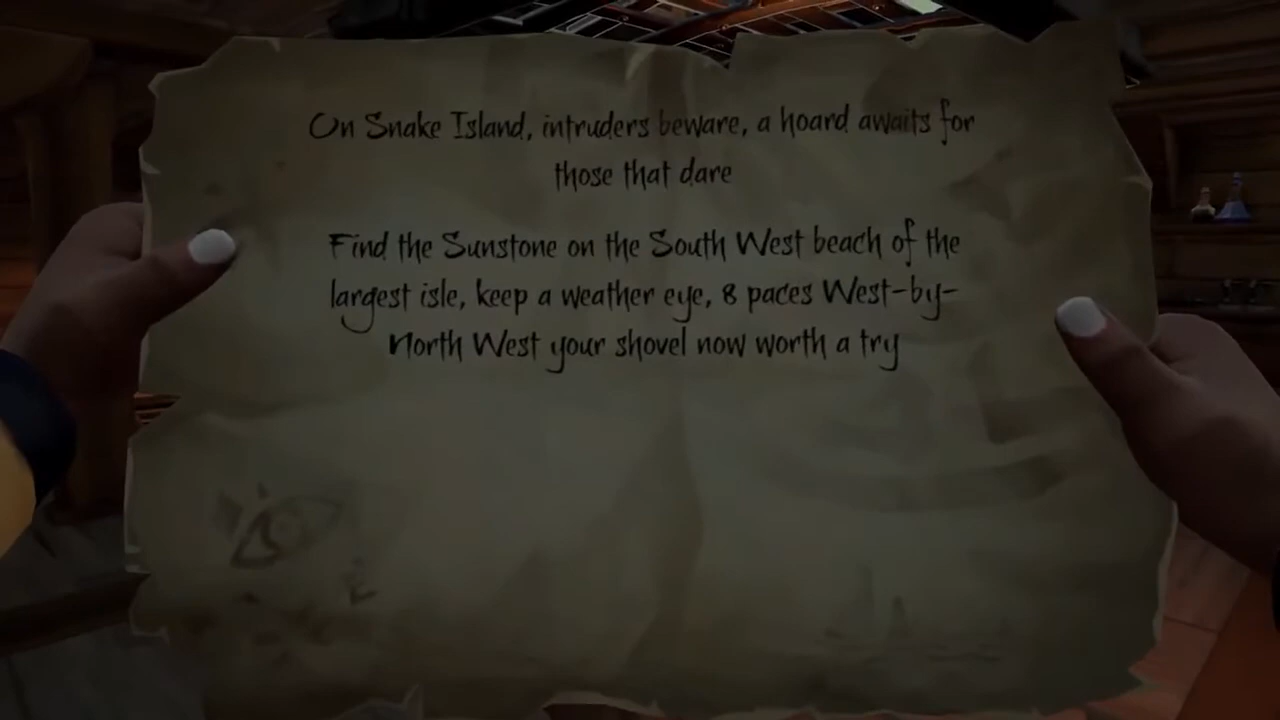 On Snake Island, intruders beware, a hoard awaits for
those that dare
Find the Sunstone on the South West beach of the
largest isle, keep a weather eye, 8 paces West-by-
North West your shovel now worth a try